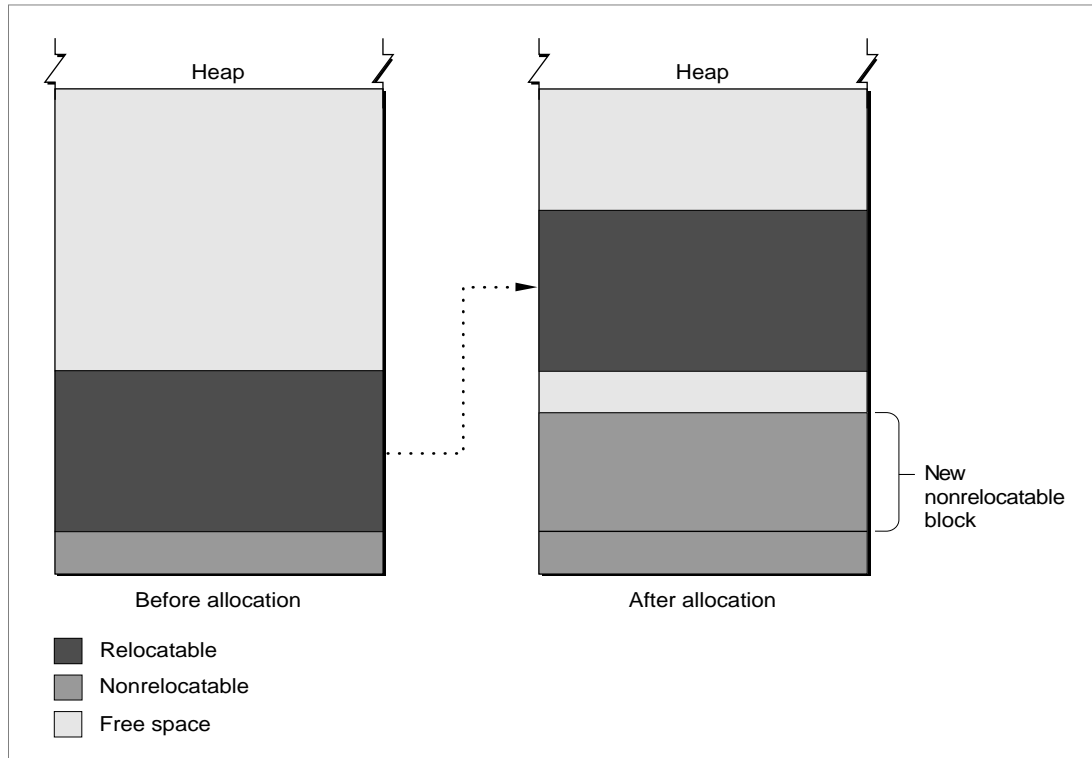 Heap
Heap
New
nonrelocatable
block
Before allocation
After allocation
Relocatable
Nonrelocatable
Free space